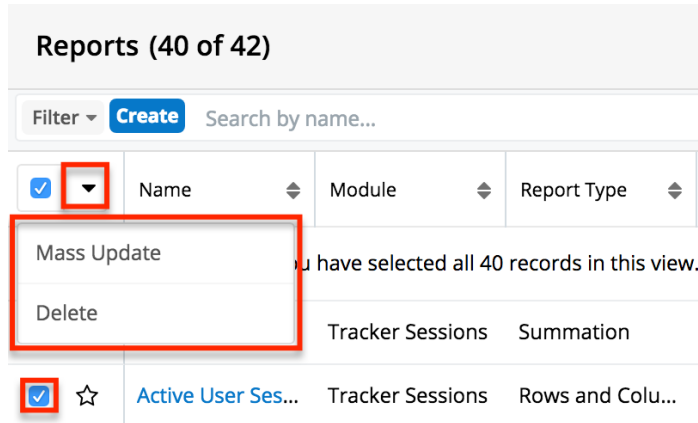 Reports (40 of 42)
Filter Create Search by name...
Name Module Report Type
Mass Update
u have selected all 40 records in this view.
Delete
Tracker Sessions Summation
Active User Ses... Tracker Sessions Rows and Colu...